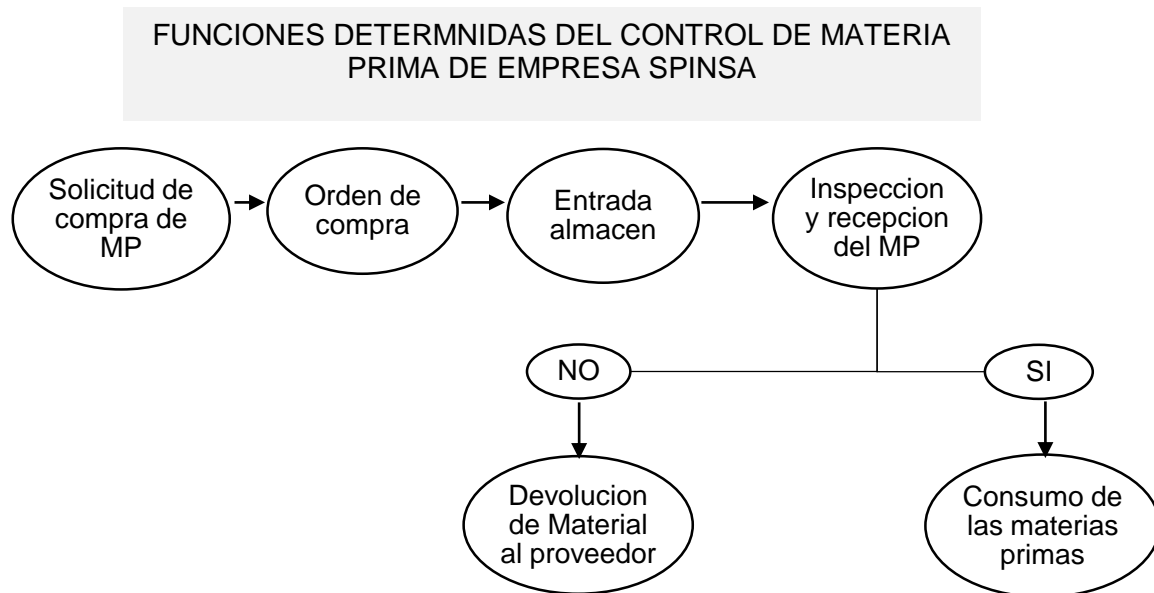 FUNCIONES DETERMNIDAS DEL CONTROL DE MATERIA
PRIMA DE EMPRESA SPINSA
Solicitud de
compra de
MP
Orden de
compra
Entrada
almacen
Inspeccion
y recepcion
del MP
NO
SI
Devolucion
de Material
al proveedor
Consumo de
las materias
primas